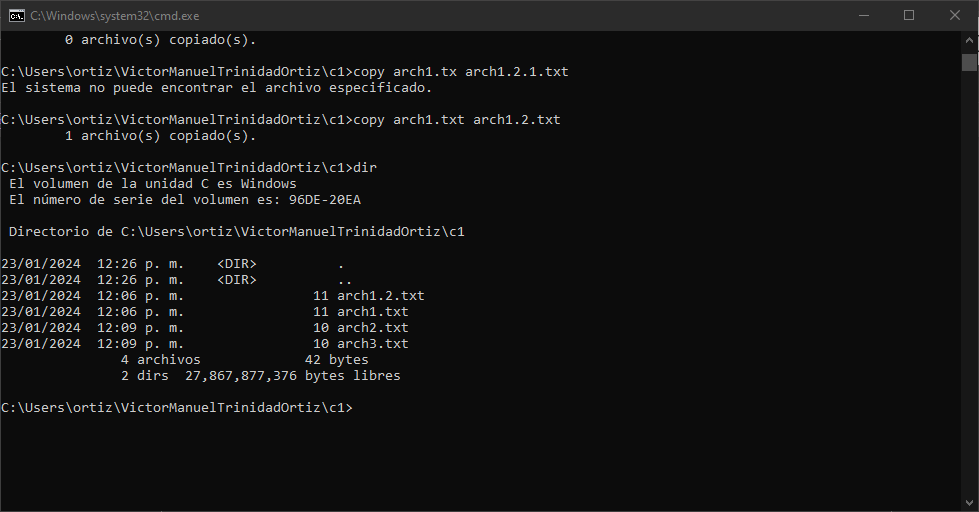 C:\Windows\system32\cmd.exe
        0 archivo(s) copiado(s).
C:\Users\ortiz\VictorManuelTrinidadOrtiz\c1>copy arch1.tx arch1.2.1.txt
El sistema no puede encontrar el archivo especificado.
C:\Users\ortiz\VictorManuelTrinidadOrtiz\c1>copy arch1.txt arch1.2.txt
        1 archivo(s) copiado(s).
C:\Users\ortiz\VictorManuelTrinidadOrtiz\c1>dir
 El volumen de la unidad C es Windows
 El número de serie del volumen es: 96DE-20EA
 Directorio de C:\Users\ortiz\VictorManuelTrinidadOrtiz\c1
23/01/2024  12:26 p. m.    <DIR>          .
23/01/2024  12:26 p. m.    <DIR>          ..
23/01/2024  12:06 p. m.                11 arch1.2.txt
23/01/2024  12:06 p. m.                11 arch1.txt
23/01/2024  12:09 p. m.                10 arch2.txt
23/01/2024  12:09 p. m.                10 arch3.txt
               4 archivos             42 bytes
               2 dirs  27,867,877,376 bytes libres
C:\Users\ortiz\VictorManuelTrinidadOrtiz\c1>